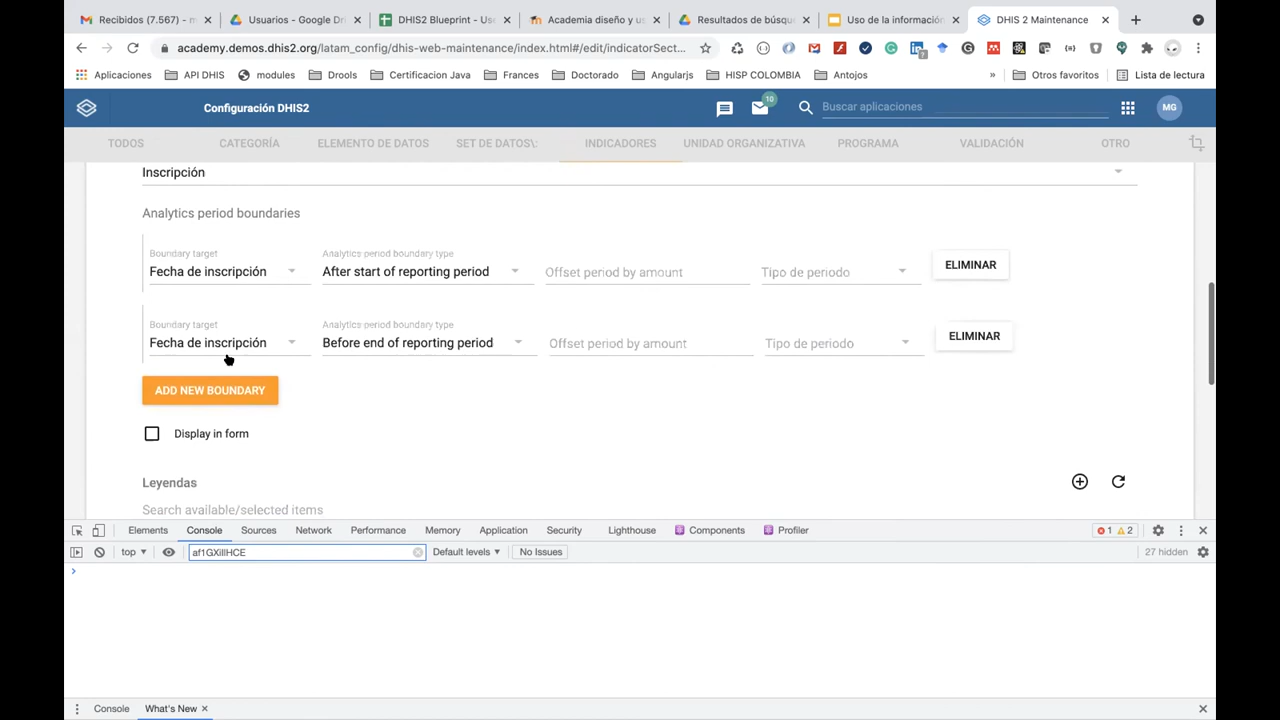 Recibidos (7.567) - m
Usuarios - Google Dri
DHIS2 Blueprint - Use
Academia diseño y us
Resultados de búsqu
Uso de la información
DHIS 2 Maintenance
academy.demos.dhis2.org/latam_config/dhis-web-maintenance/index.html#/edit/indicatorSect...
Aplicaciones
API DHIS
modules
Drools
Certificacion Java
Frances
Doctorado
Angularjs
HISP COLOMBIA
Antojos
»
Otros favoritos
Lista de lectura
Configuración DHIS2
10
Buscar aplicaciones
MG
TODOS
CATEGORÍA
ELEMENTO DE DATOS
SET DE DATOS\:
INDICADORES
UNIDAD ORGANIZATIVA
PROGRAMA
VALIDACIÓN
OTRO
Inscripción
Analytics period boundaries
Boundary target
Analytics period boundary type
Fecha de inscripción
After start of reporting period
Offset period by amount
Tipo de periodo
ELIMINAR
Boundary target
Analytics period boundary type
Fecha de inscripción
Before end of reporting period
Offset period by amount
Tipo de periodo
ELIMINAR
ADD NEW BOUNDARY
Display in form
Leyendas
Search available/selected items
Elements
Console
Sources
Network
Performance
Memory
Application
Security
Lighthouse
Components
Profiler
1
2
top
Default levels
No Issues
27 hidden
Console
What's New